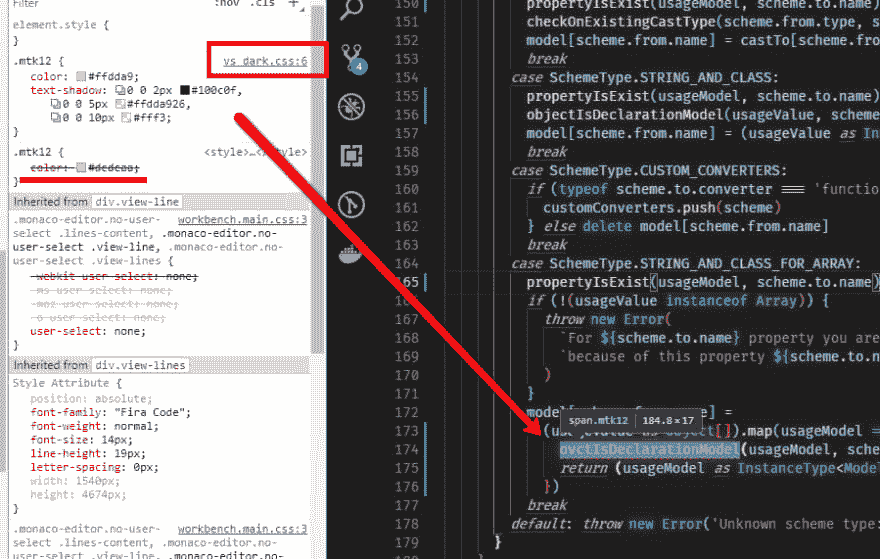 Filter
:hov .cls +
element.style {
}
.mtk12 {
vs_dark.css:6
color: #ffdda9;
text-shadow: 0 0 2px #100c0f,
0 0 5px #ffdda926,
0 0 10px #fff3;
}
.mtk12 {
<style>…</style>
color: #dcdcaa;
}
Inherited from div.view-line
.monaco-editor.no-user-
workbench.main.css:3
select .lines-content, .monaco-editor.no-
user-select .view-line, .monaco-editor.no-
user-select .view-lines {
-webkit-user-select: none;
-ms-user-select: none;
-moz-user-select: none;
-o-user-select: none;
user-select: none;
}
Inherited from div.view-lines
Style Attribute {
position: absolute;
font-family: "Fira Code";
font-weight: normal;
font-size: 14px;
line-height: 19px;
letter-spacing: 0px;
width: 1540px;
height: 4674px;
}
.monaco-editor.no-user-
workbench.main.css:3
select .lines-content, .monaco-editor.no-
user-select .view-line, .monaco-editor.no-
4
150 propertyIsExist(usageModel, scheme.to.name)
151 checkOnExistingCastType(scheme.from.type, s
152 model[scheme.from.name] = castTo[scheme.fro
153 break
154 case SchemeType.STRING_AND_CLASS:
155 propertyIsExist(usageModel, scheme.to.name)
156 objectIsDeclarationModel(usageValue, scheme
157 model[scheme.from.name] = (usageValue as In
158 break
159 case SchemeType.CUSTOM_CONVERTERS:
160 if (typeof scheme.to.converter === 'functio
161 customConverters.push(scheme)
162 } else delete model[scheme.from.name]
163 break
164 case SchemeType.STRING_AND_CLASS_FOR_ARRAY:
165 propertyIsExist(usageModel, scheme.to.name)
if (!(usageValue instanceof Array)) {
167 throw new Error(
168 `For ${scheme.to.name} property you are
169 `because of this property ${scheme.to.n
170 )
171 }
172 ] =
span.mtk12 184.8×17
173 object[]).map(usageModel =
174 IsDeclarationModel(usageModel, schem
175 return (usageModel as InstanceType<Model
176 })
177 break
178 default: throw new Error('Unknown scheme type:
179 }